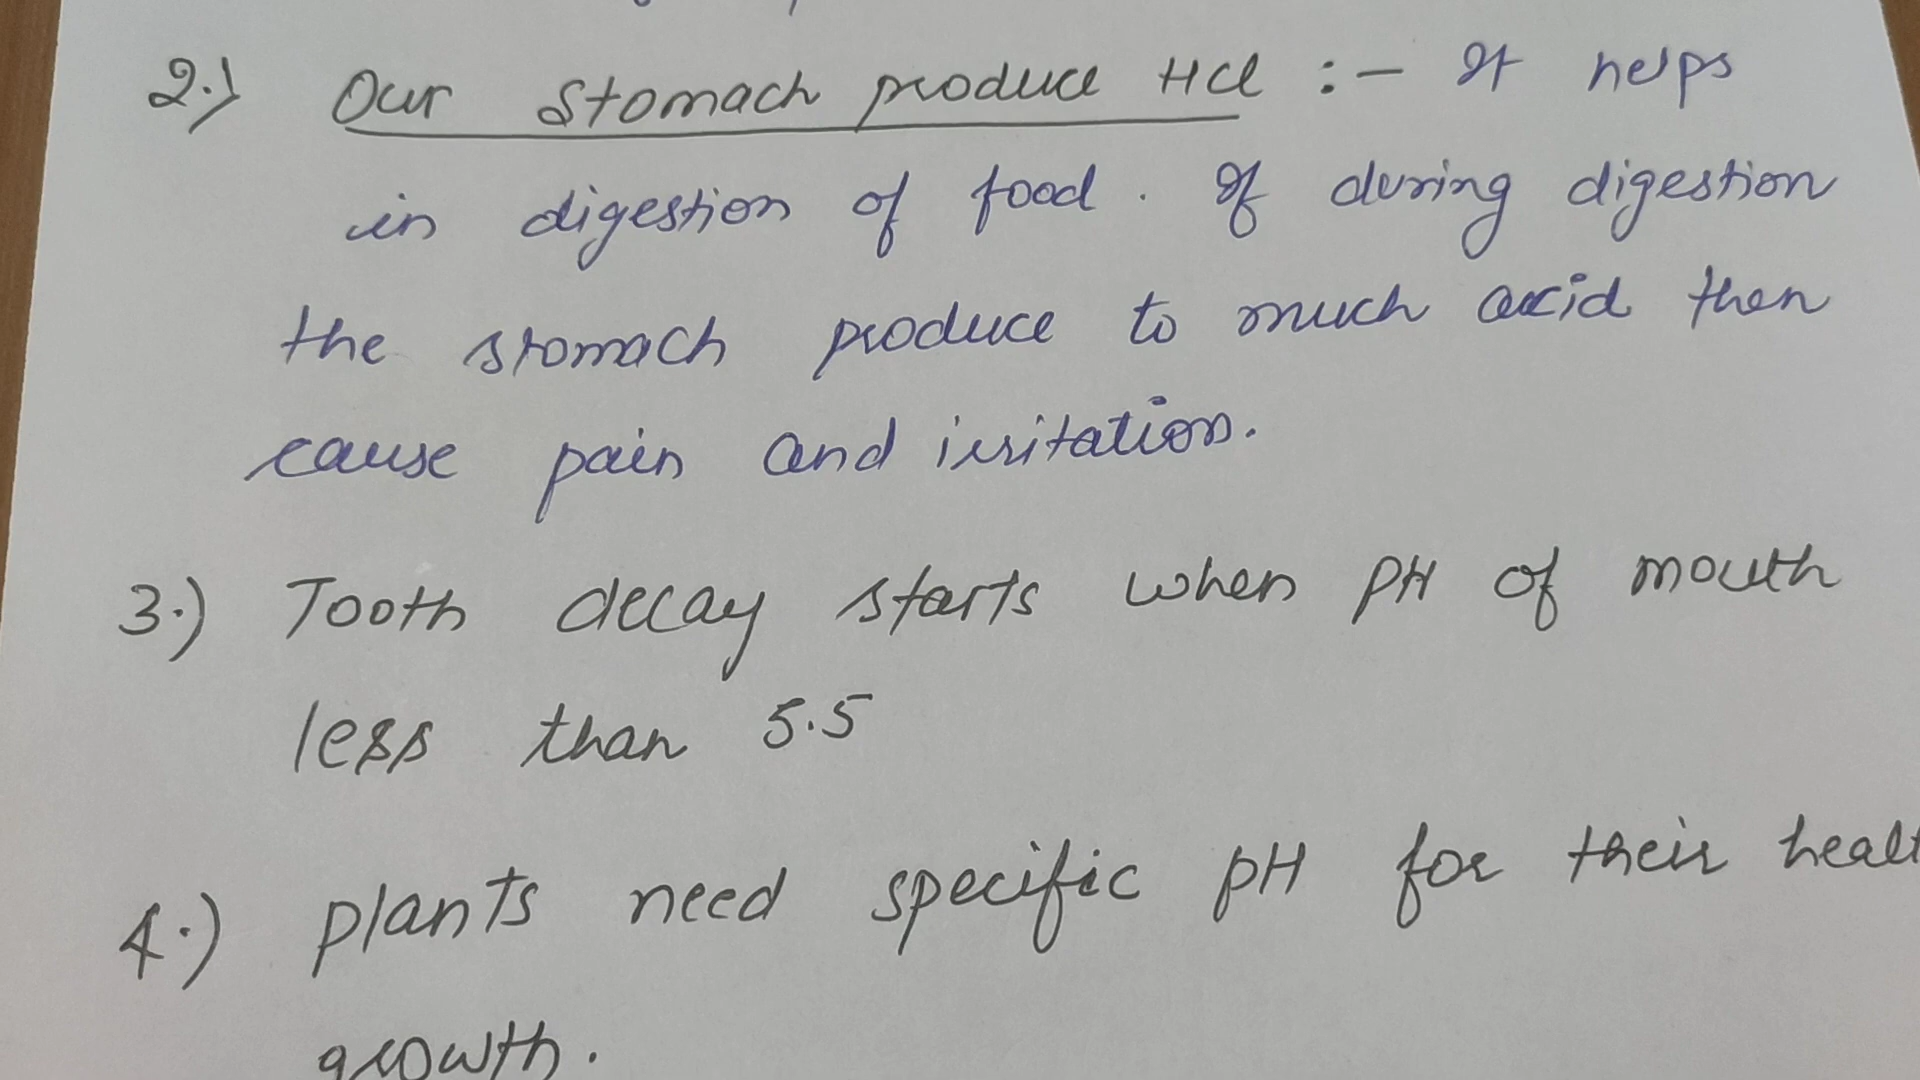 2.) Our Stomach produce HCl :- It helps
in digestion of food. If during digestion
the stomach produce to much acid then
cause pain and irritation.
3.) Tooth decay starts when PH of mouth
less than 5.5
4.) plants need specific pH for their healt
growth.